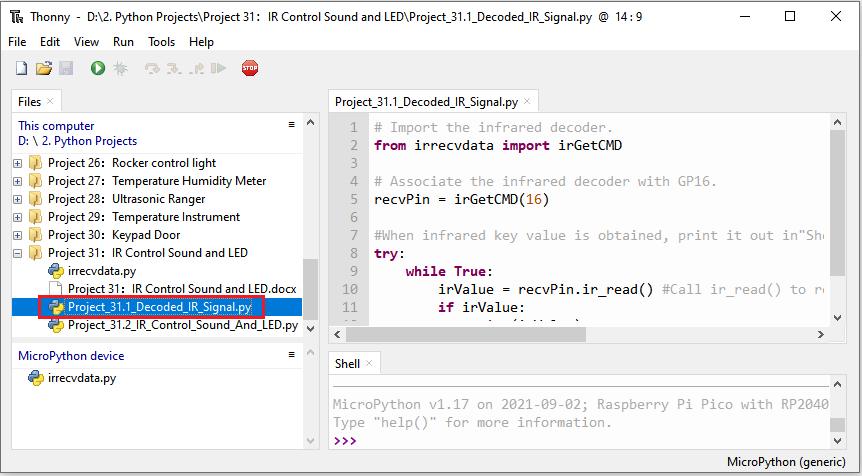 Thonny - D:\2. Python Projects\Project 31: IR Control Sound and LED\Project_31.1_Decoded_IR_Signal.py @ 14 : 9
File Edit View Run Tools Help
STOP
Files
This computer
D: \ 2. Python Projects
Project 26: Rocker control light
Project 27: Temperature Humidity Meter
Project 28: Ultrasonic Ranger
Project 29: Temperature Instrument
Project 30: Keypad Door
Project 31: IR Control Sound and LED
irrecvdata.py
Project 31: IR Control Sound and LED.docx
Project_31.1_Decoded_IR_Signal.py
Project_31.2_IR_Control_Sound_And_LED.py
MicroPython device
irrecvdata.py
Project_31.1_Decoded_IR_Signal.py
1 # Import the infrared decoder.
2 from irrecvdata import irGetCMD
3
4 # Associate the infrared decoder with GP16.
5 recvPin = irGetCMD(16)
6
7 #When infrared key value is obtained, print it out in"She
8 try:
9 while True:
10 irValue = recvPin.ir_read() #Call ir_read() to re
11 if irValue:
Shell
MicroPython v1.17 on 2021-09-02; Raspberry Pi Pico with RP2040
Type "help()" for more information.
>>>
MicroPython (generic)